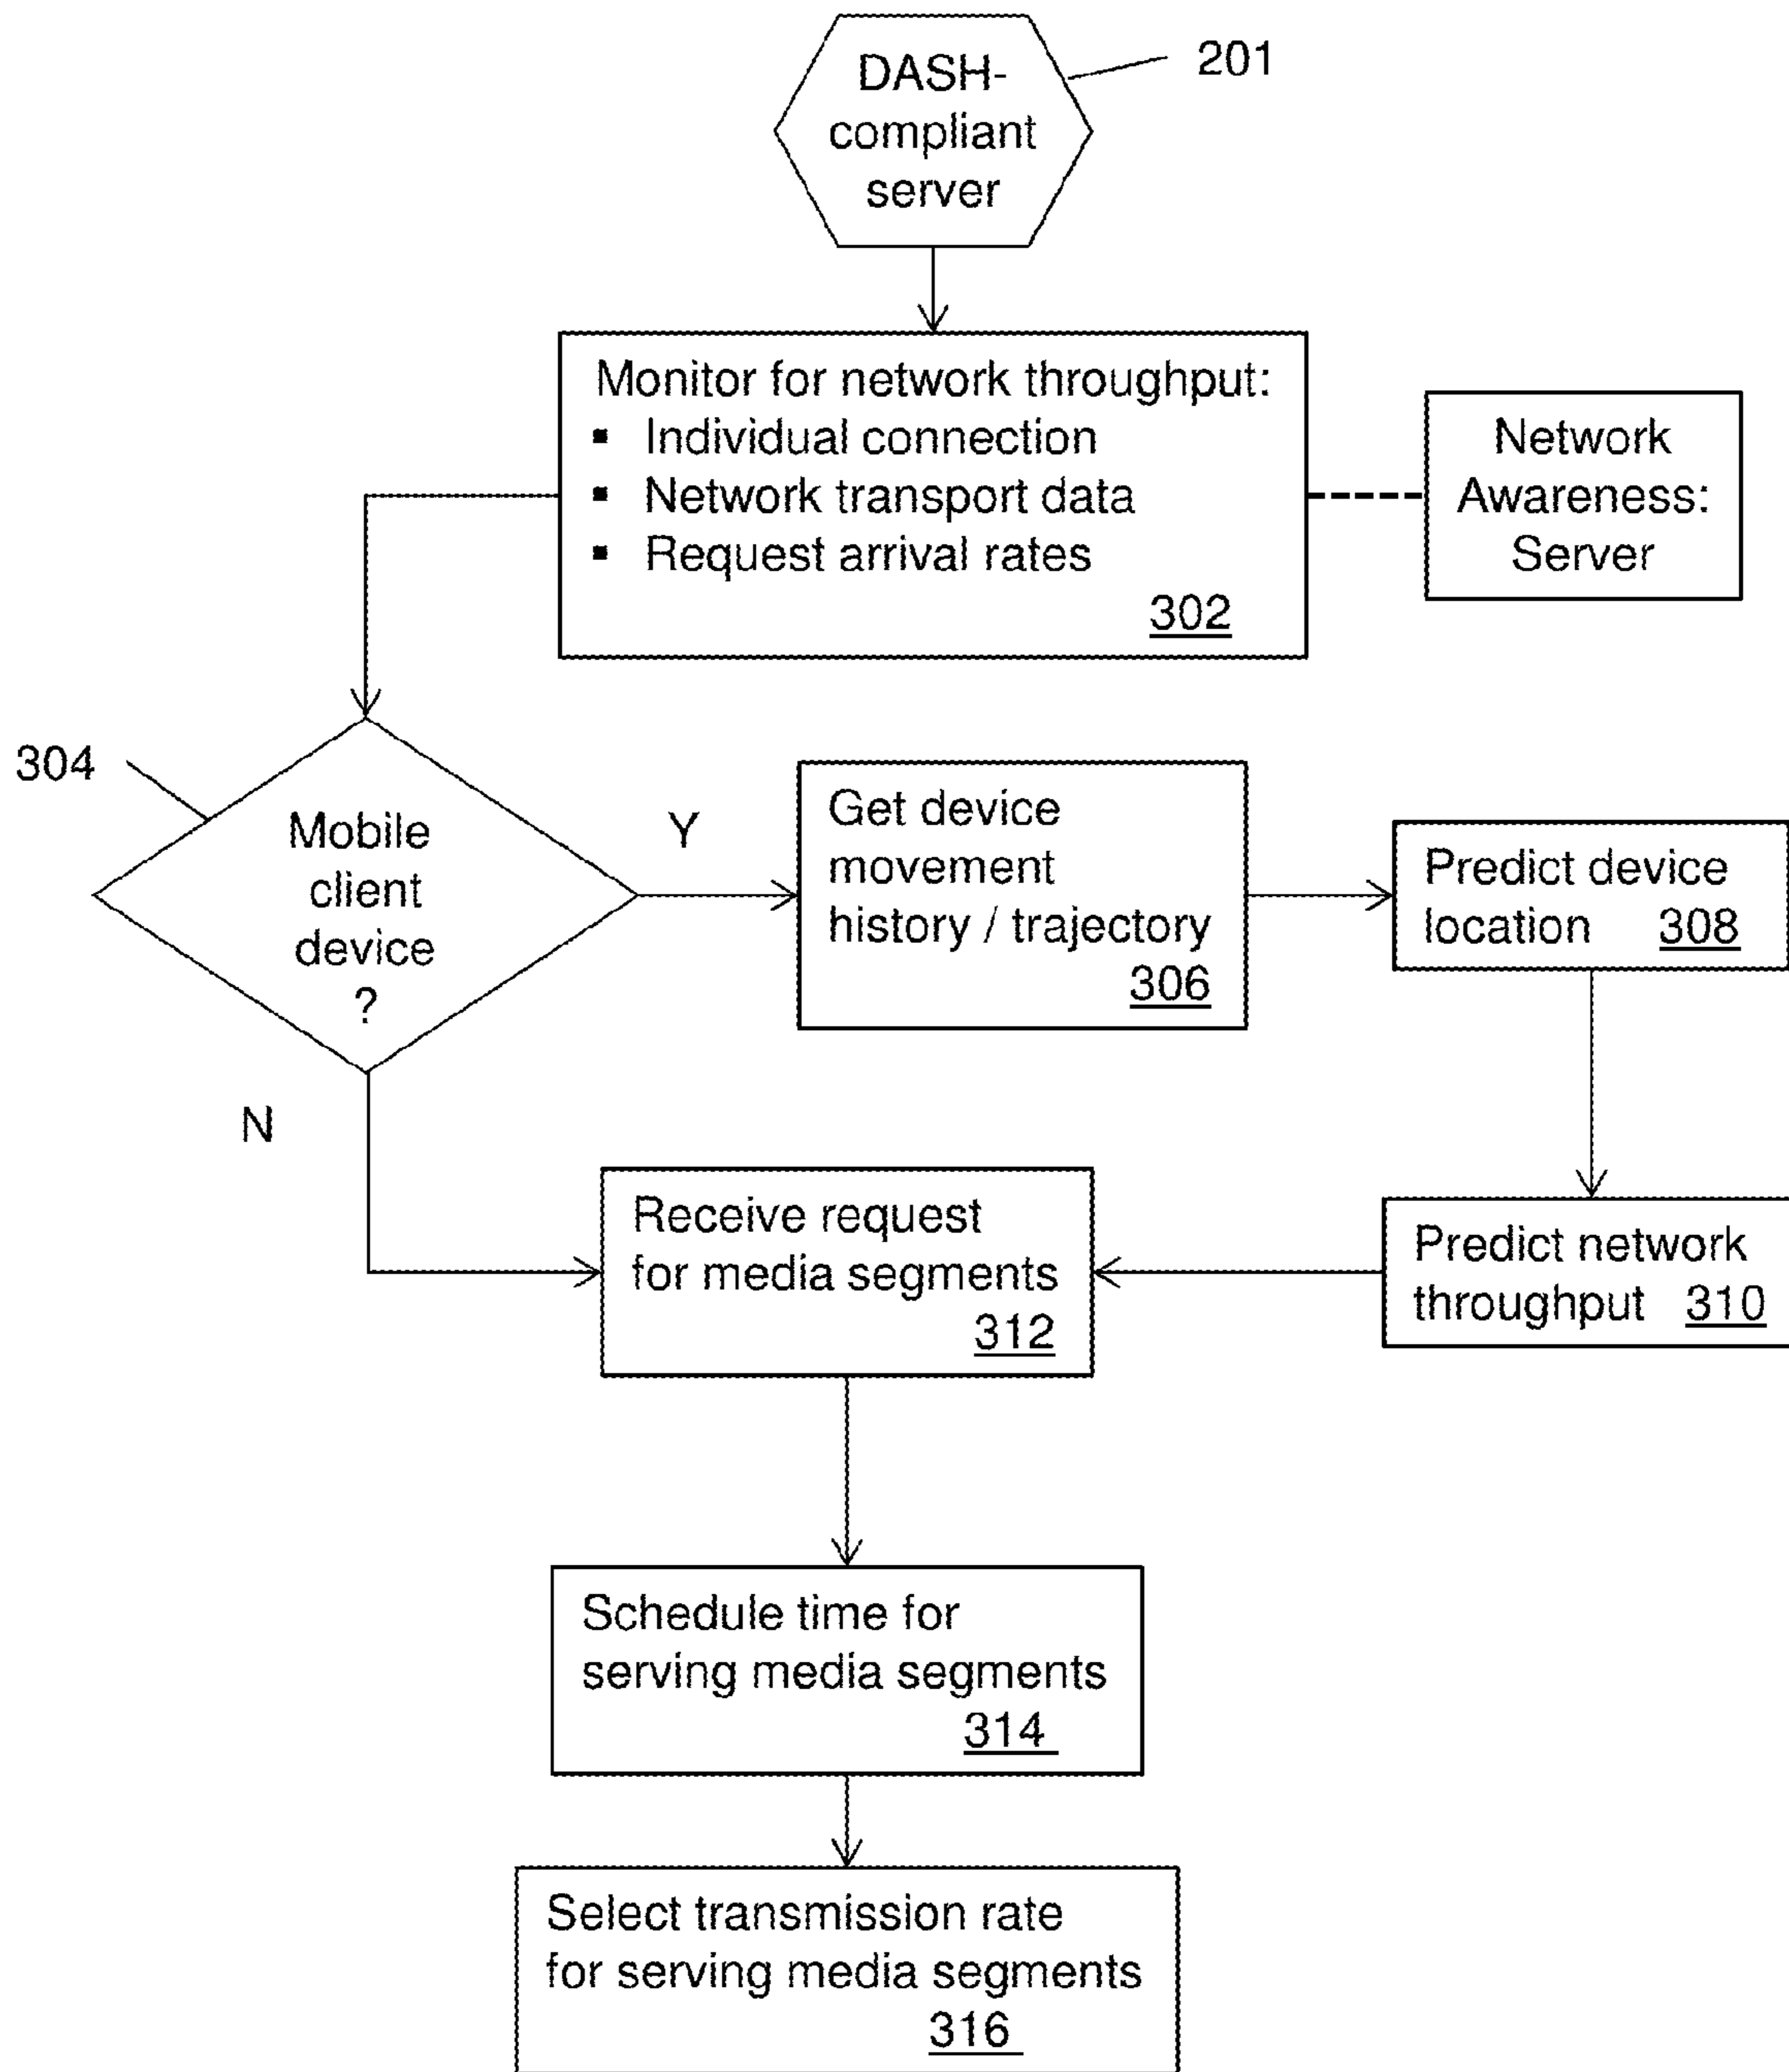 DASH-
compliant
server
201
Monitor for network throughput:
▪ Individual connection
▪ Network transport data
▪ Request arrival rates
302
Network
Awareness:
Server
304
Mobile
client
device
?
Y
N
Get device
movement
history / trajectory
306
Predict device
location 308
Predict network
throughput 310
Receive request
for media segments
312
Schedule time for
serving media segments
314
Select transmission rate
for serving media segments
316